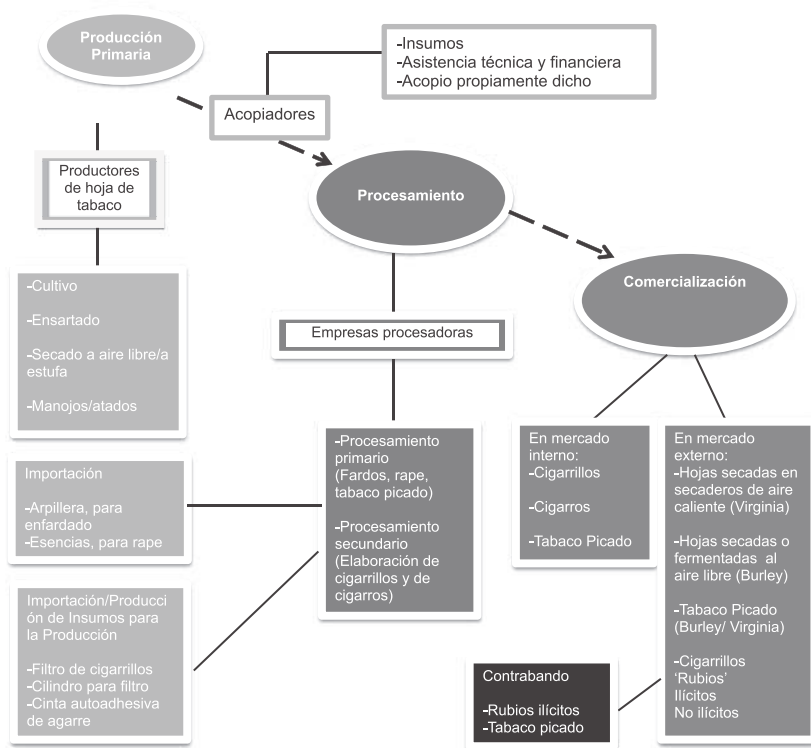 Producción
Primaria
-Insumos
-Asistencia técnica y financiera
-Acopio propiamente dicho
Acopiadores
Productores
de hoja de
tabaco
Procesamiento
Comercialización
-Cultivo
-Ensartado
-Secado a aire libre/a
estufa
-Manojos/atados
Empresas procesadoras
Importación
-Arpillera, para
enfardado
-Esencias, para rape
-Procesamiento
primario
(Fardos, rape,
tabaco picado)
-Procesamiento
secundario
(Elaboración de
cigarrillos y de
cigarros)
En mercado
interno:
-Cigarrillos
-Cigarros
-Tabaco Picado
En mercado
externo:
-Hojas secadas en
secaderos de aire
caliente (Virginia)
-Hojas secadas o
fermentadas al
aire libre (Burley)
-Tabaco Picado
(Burley/ Virginia)
-Cigarrillos
‘Rubios’
Ilícitos
No ilícitos
Importación/Producci
ón de Insumos para
la Producción
-Filtro de cigarrillos
-Cilindro para filtro
-Cinta autoadhesiva
de agarre
Contrabando
-Rubios ilícitos
-Tabaco picado